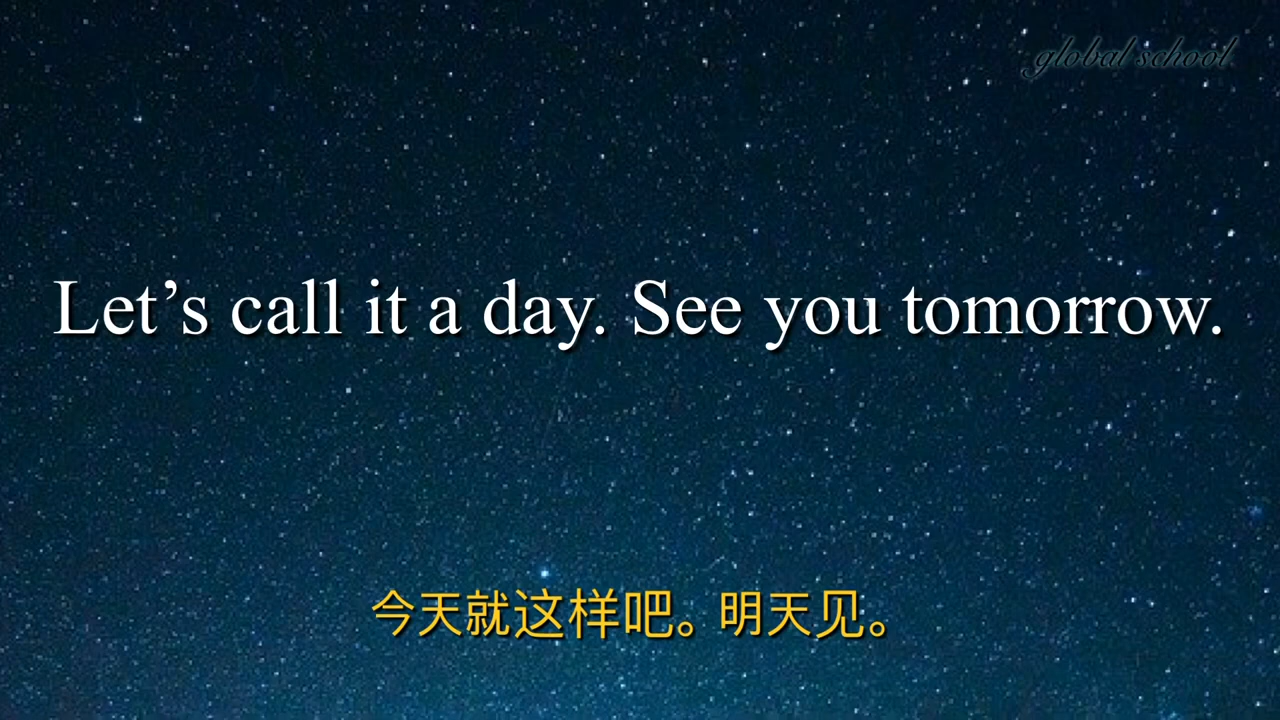 global school
Let’s call it a day. See you tomorrow.
今天就这样吧。明天见。